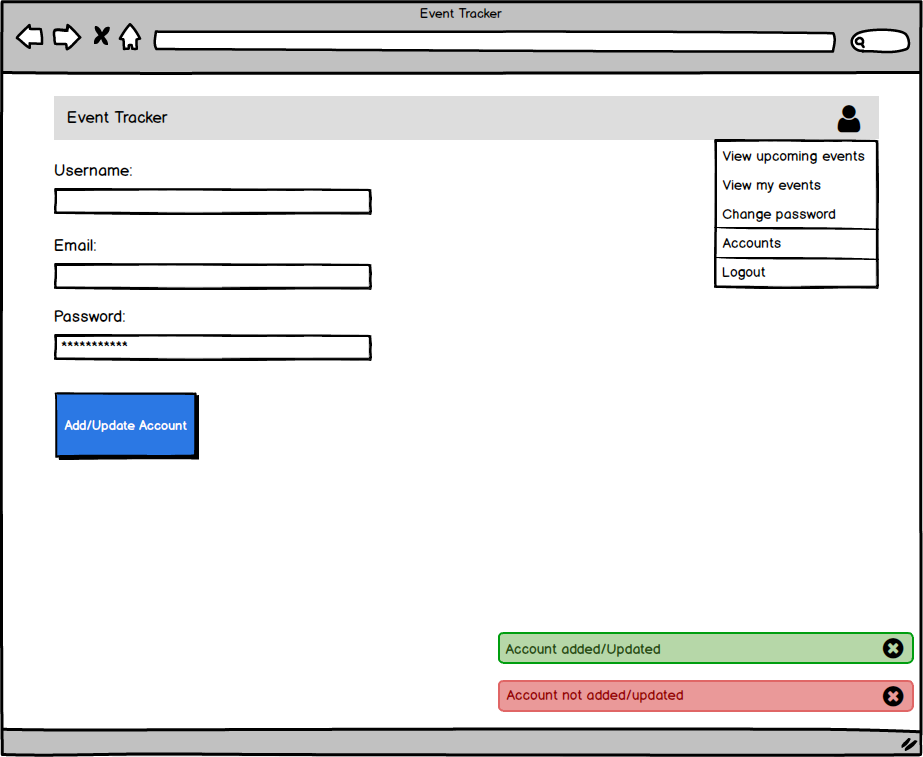 Event Tracker
Event Tracker
View upcoming events
View my events
Change password
Accounts
Logout
Username:
Email:
Password:
***********
Add/Update Account
Account added/Updated
Account not added/updated